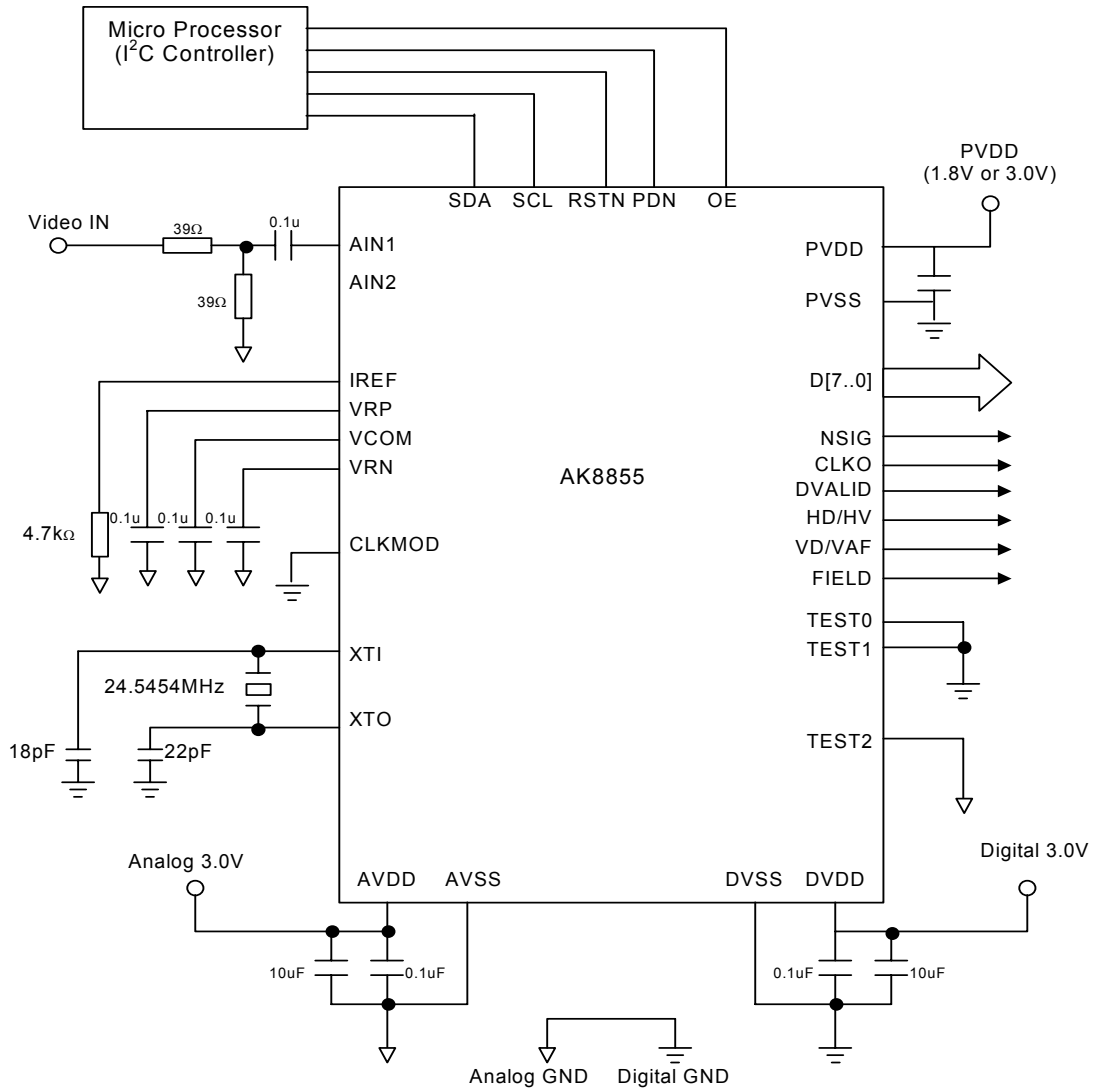 Micro Processor
(I²C Controller)
PVDD
(1.8V or 3.0V)
SDA SCL RSTN PDN OE
Video IN
39Ω
0.1u
AIN1
PVDD
AIN2
39Ω
PVSS
IREF
D[7..0]
VRP
VCOM
NSIG
VRN
CLKO
AK8855
DVALID
0.1u 0.1u 0.1u
HD/HV
4.7kΩ
CLKMOD
VD/VAF
FIELD
TEST0
XTI
TEST1
24.5454MHz
XTO
18pF
22pF
TEST2
Analog 3.0V
Digital 3.0V
AVDD AVSS DVSS DVDD
10uF 0.1uF 0.1uF 10uF
Analog GND Digital GND